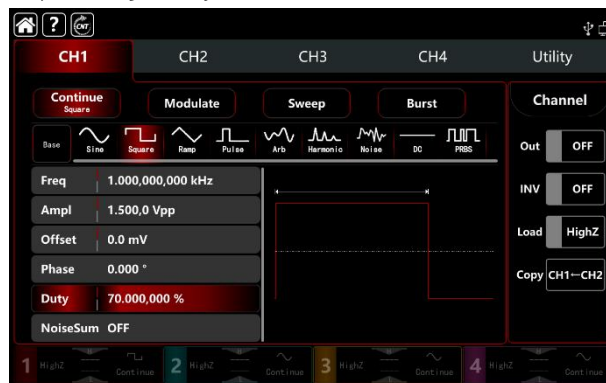 ? CNT
CH1 CH2 CH3 CH4 Utility
Continue Modulate Sweep Burst Channel
Square
Base Sine Square Ramp Pulse Arb Harmonic Noise DC PRBS
Out OFF
Freq 1.000,000,000 kHz
INV OFF
Ampl 1.500,0 Vpp
Offset 0.0 mV
Load HighZ
Phase 0.000 °
Copy CH1←CH2
Duty 70.000,000 %
NoiseSum OFF
1 HighZ Continue 2 HighZ Continue 3 HighZ Continue 4 HighZ Continue